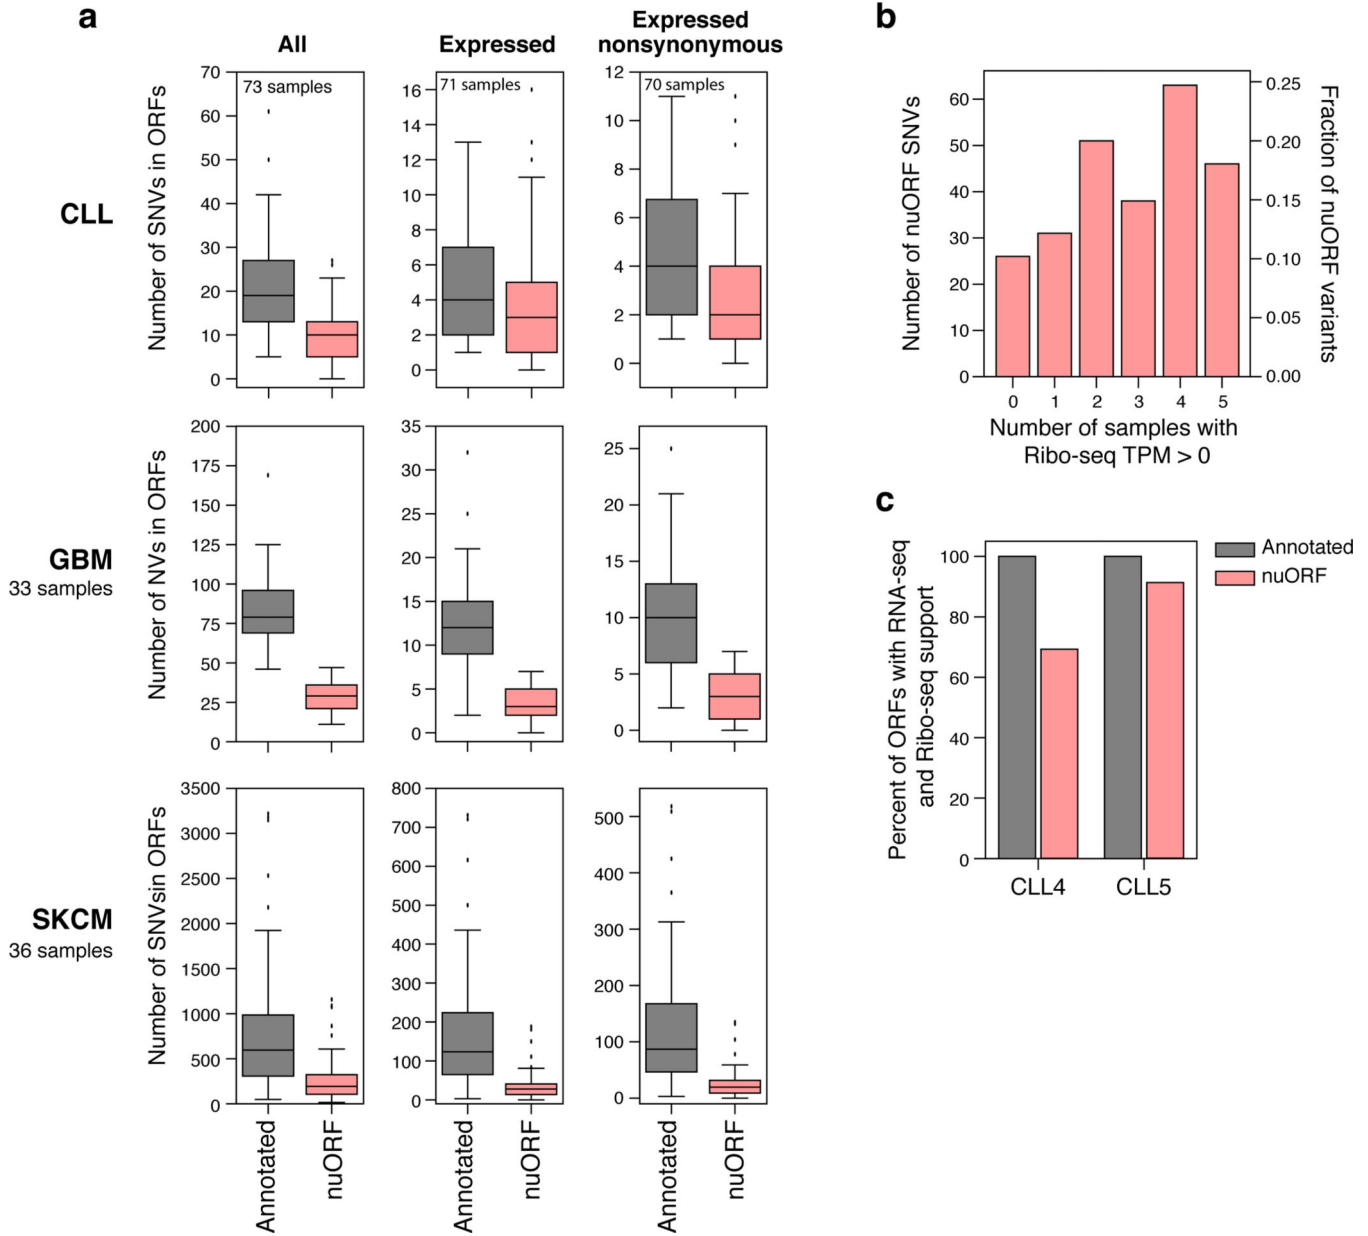 a
All
Expressed
Expressed
nonsynonymous
CLL
Number of SNVs in ORFs
73 samples
70
60
50
40
30
20
10
0
71 samples
16
14
12
10
8
6
4
2
0
70 samples
12
10
8
6
4
2
0
GBM
33 samples
Number of NVs in ORFs
200
175
150
125
100
75
50
25
0
35
30
25
20
15
10
5
0
25
20
15
10
5
0
SKCM
36 samples
Number of SNVsin ORFs
3500
3000
2500
2000
1500
1000
500
0
800
700
600
500
400
300
200
100
0
500
400
300
200
100
0
Annotated
nuORF
Annotated
nuORF
Annotated
nuORF
b
Number of nuORF SNVs
60
50
40
30
20
10
0
0.25
0.20
0.15
0.10
0.05
0.00
Fraction of nuORF
variants
0 1 2 3 4 5
Number of samples with
Ribo-seq TPM > 0
c
Percent of ORFs with RNA-seq
and Ribo-seq support
100
80
60
40
20
0
CLL4 CLL5
Annotated
nuORF